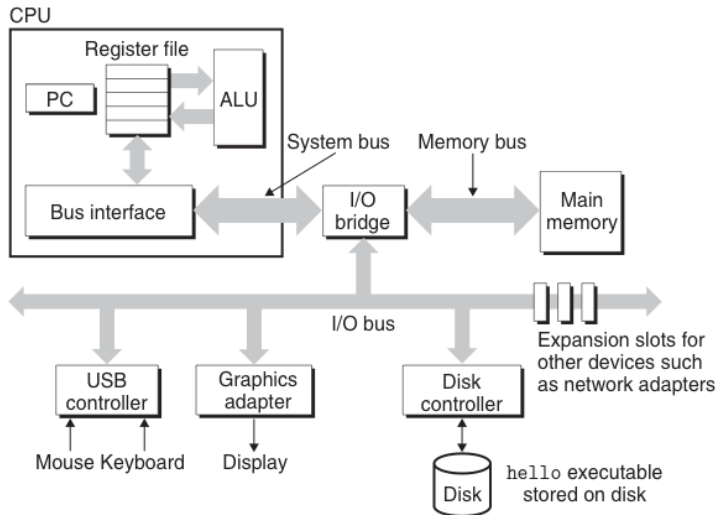 CPU
Register file
PC
ALU
System bus
Memory bus
Bus interface
I/O
bridge
Main
memory
I/O bus
Expansion slots for
other devices such
as network adapters
USB
controller
Graphics
adapter
Disk
controller
Mouse Keyboard
Display
Disk
hello executable
stored on disk